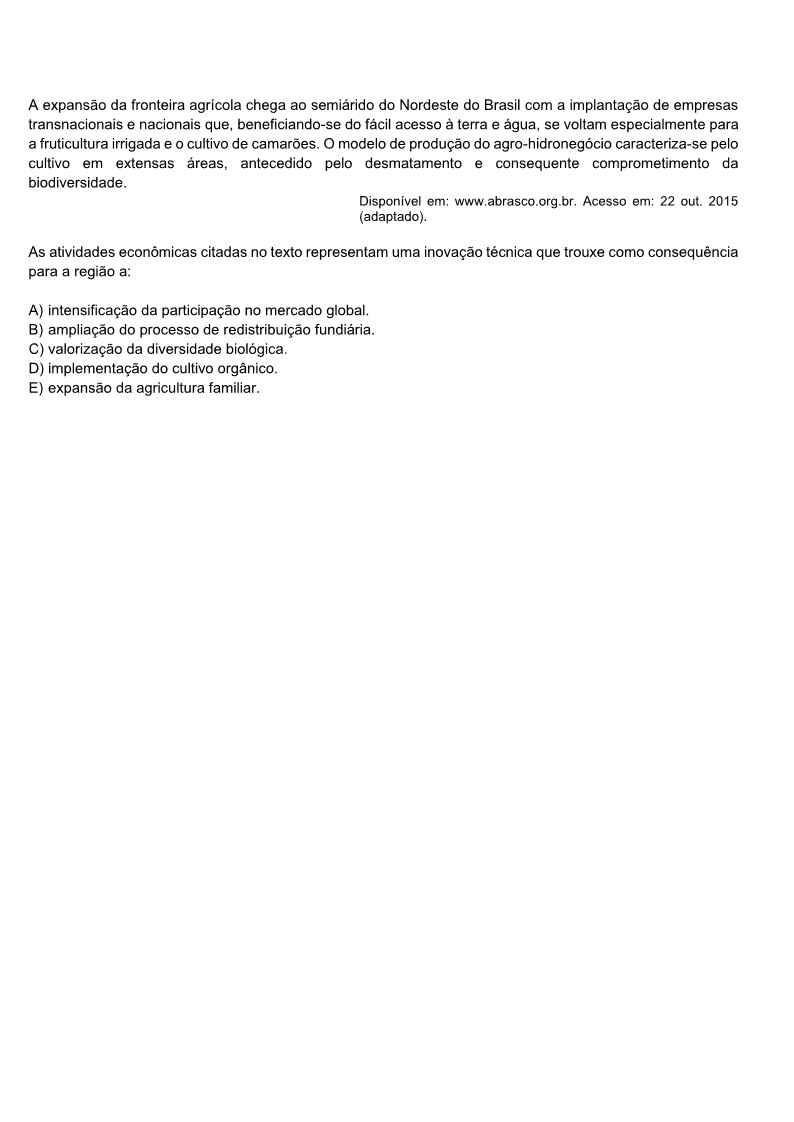 A expansão da fronteira agrícola chega ao semiárido do Nordeste do Brasil com a implantação de empresas
transnacionais e nacionais que, beneficiando-se do fácil acesso à terra e água, se voltam especialmente para
a fruticultura irrigada e o cultivo de camarões. O modelo de produção do agro-hidronegócio caracteriza-se pelo
cultivo em extensas áreas, antecedido pelo desmatamento e consequente comprometimento da
biodiversidade.
Disponível em: www.abrasco.org.br. Acesso em: 22 out. 2015
(adaptado).
As atividades econômicas citadas no texto representam uma inovação técnica que trouxe como consequência
para a região a:
A) intensificação da participação no mercado global.
B) ampliação do processo de redistribuição fundiária.
C) valorização da diversidade biológica.
D) implementação do cultivo orgânico.
E) expansão da agricultura familiar.